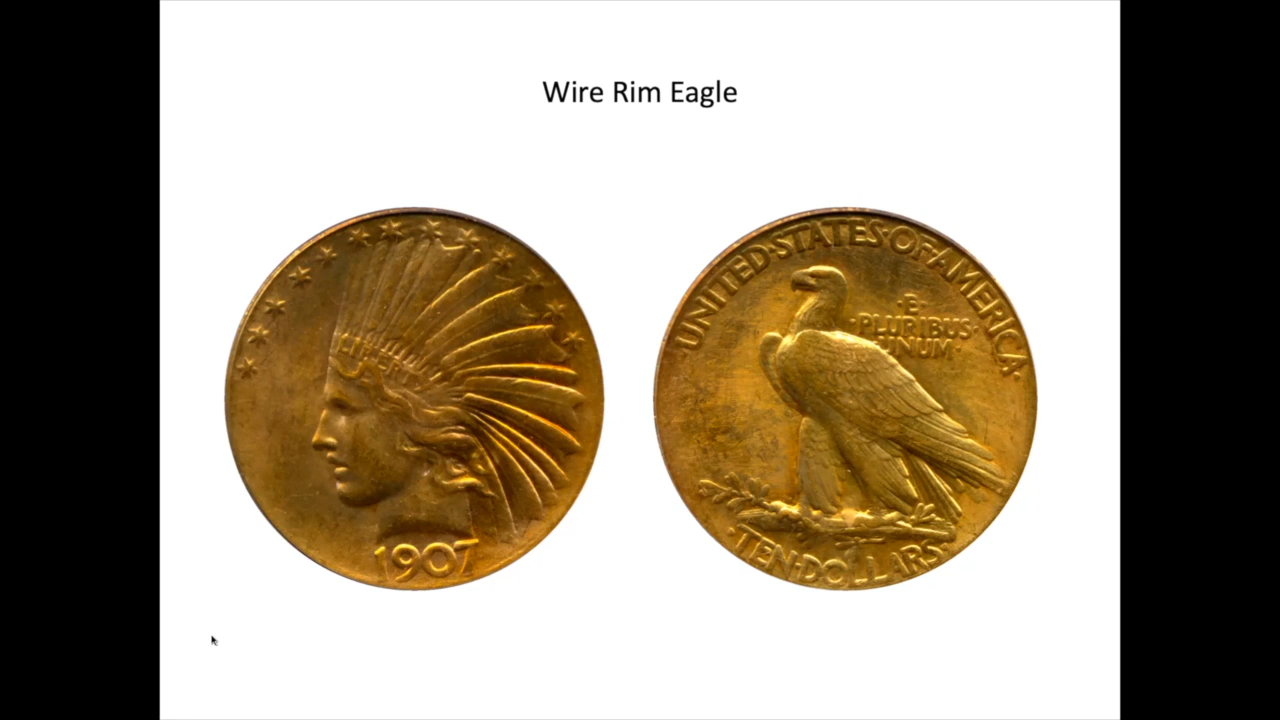 Wire Rim Eagle
LIBERTY
1907
UNITED·STATES·OF·AMERICA·
·E·
·PLURIBUS·
UNUM·
·TEN·DOLLARS·